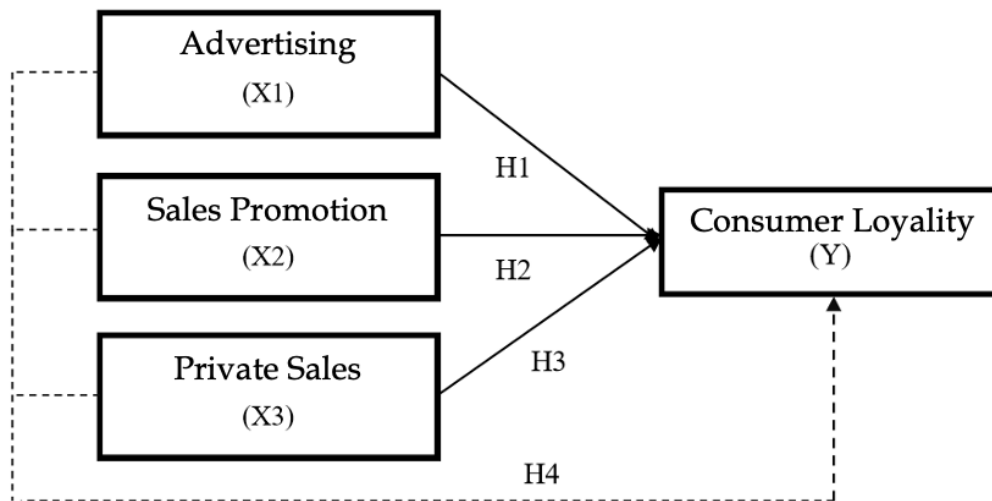 Advertising
(X1)
H1
Sales Promotion
(X2)
H2
Consumer Loyality
(Y)
Private Sales
(X3)
H3
H4